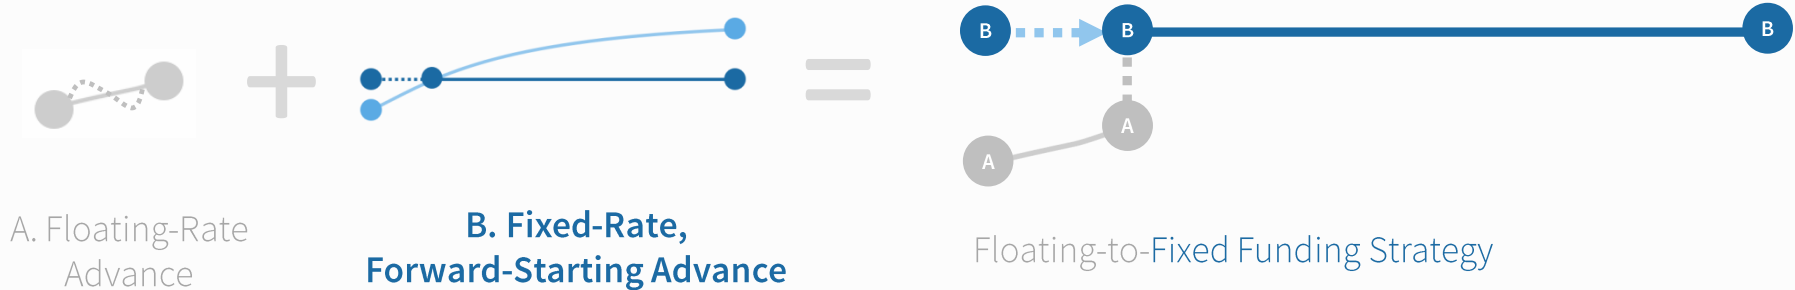 B
B
B
A
A
A. Floating-Rate
Advance
B. Fixed-Rate,
Forward-Starting Advance
Floating-to-Fixed Funding Strategy